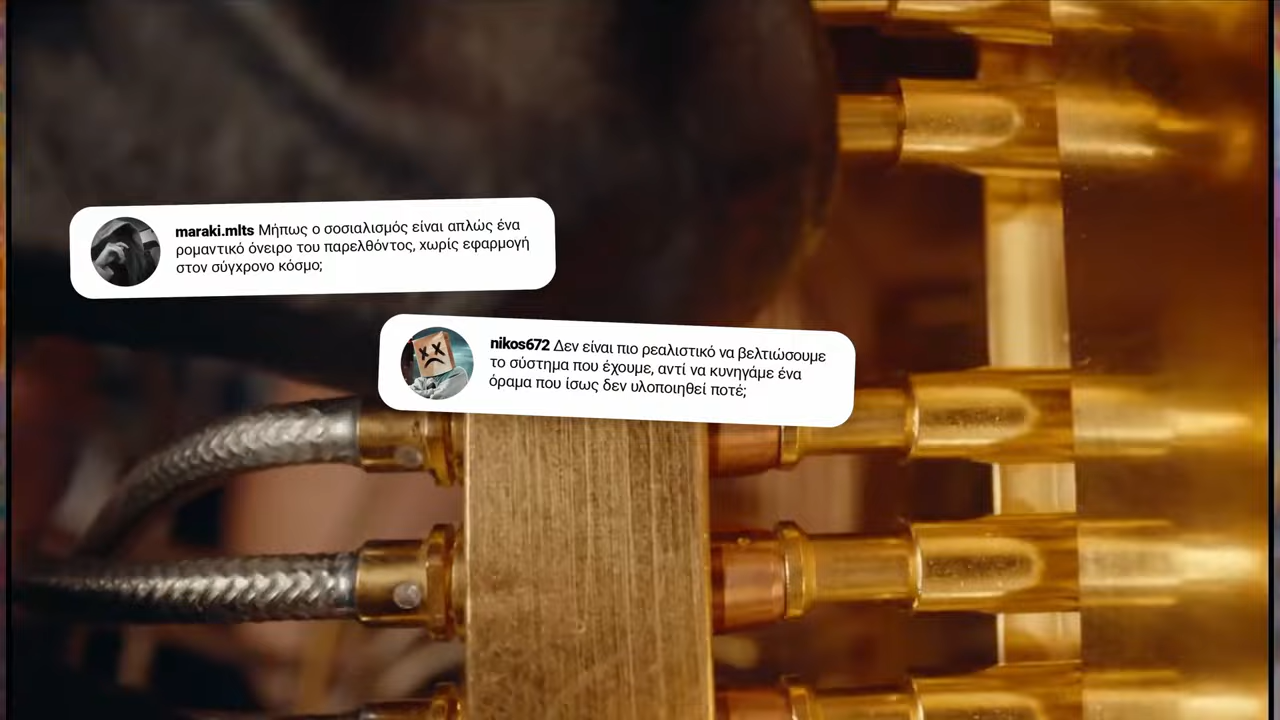 maraki.mlts Μήπως ο σοσιαλισμός είναι απλώς ένα
ρομαντικό όνειρο του παρελθόντος, χωρίς εφαρμογή
στον σύγχρονο κόσμο;
nikos672 Δεν είναι πιο ρεαλιστικό να βελτιώσουμε
το σύστημα που έχουμε, αντί να κυνηγάμε ένα
όραμα που ίσως δεν υλοποιηθεί ποτέ;